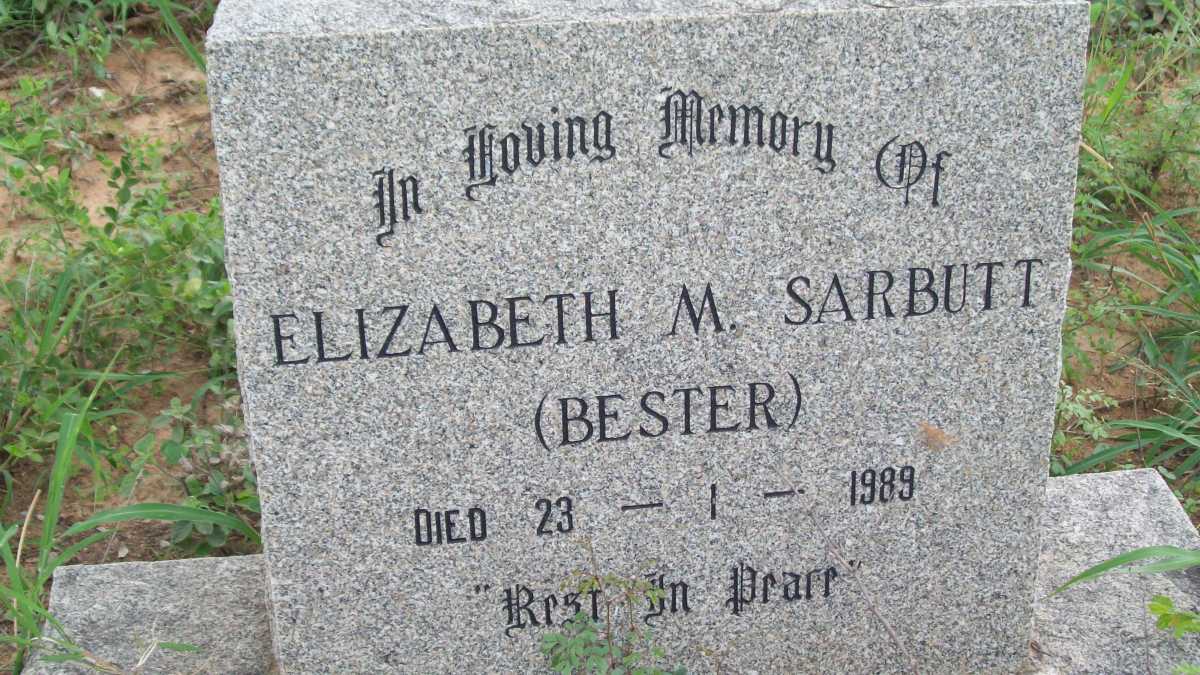 In Loving Memory Of
ELIZABETH M. SARBUTT
(BESTER)
DIED 23 - 1 - 1989
"Rest In Peace"